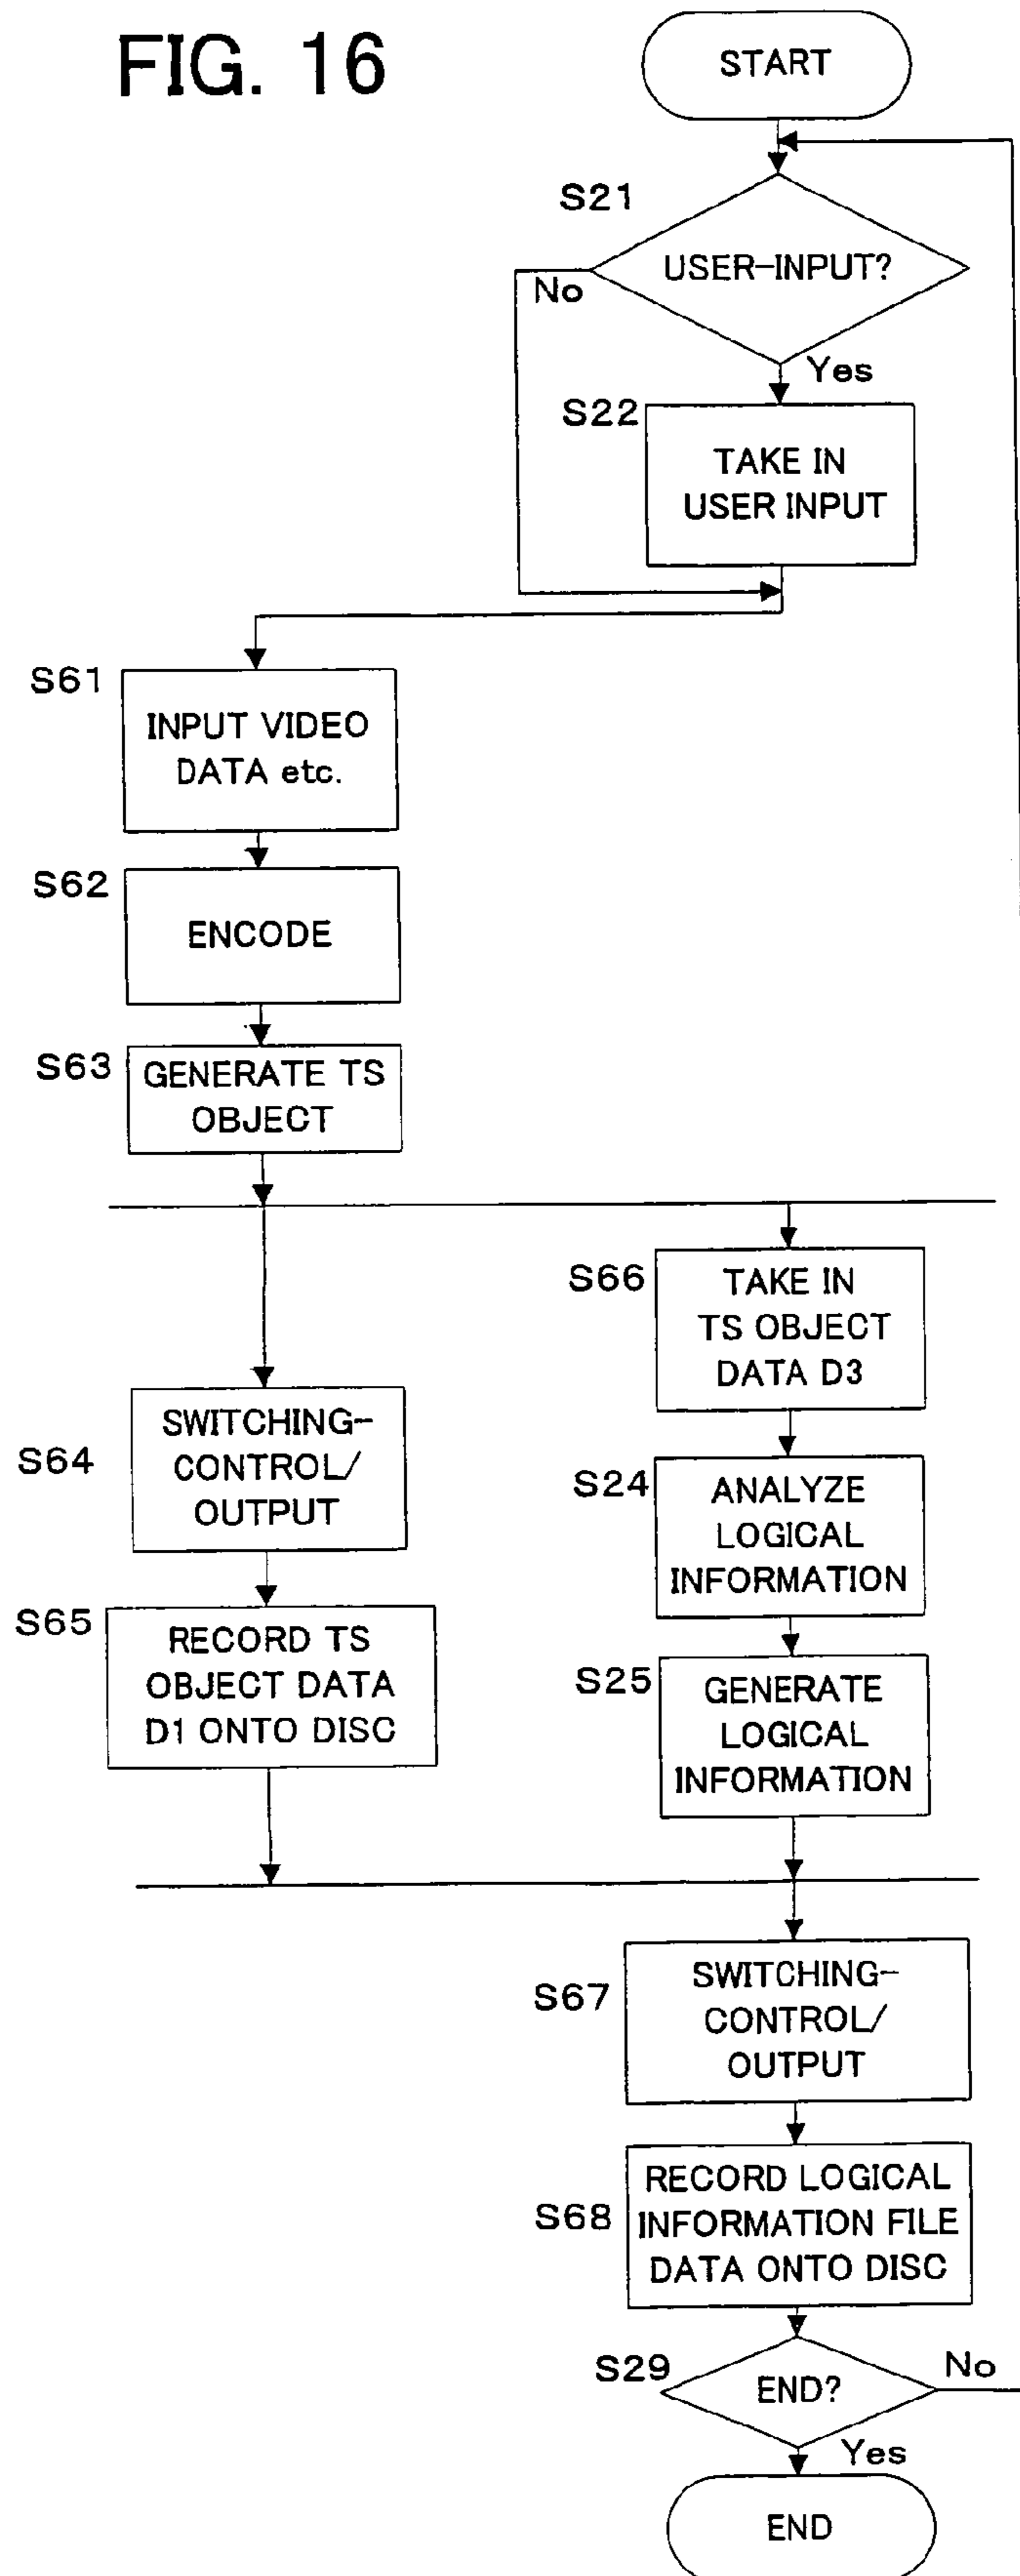 FIG. 16
START
S21
USER-INPUT?
No
Yes
S22
TAKE IN
USER INPUT
S61
INPUT VIDEO
DATA etc.
S62
ENCODE
S63
GENERATE TS
OBJECT
S66
TAKE IN
TS OBJECT
DATA D3
S64
SWITCHING-
CONTROL/
OUTPUT
S24
ANALYZE
LOGICAL
INFORMATION
S65
RECORD TS
OBJECT DATA
D1 ONTO DISC
S25
GENERATE
LOGICAL
INFORMATION
S67
SWITCHING-
CONTROL/
OUTPUT
S68
RECORD LOGICAL
INFORMATION FILE
DATA ONTO DISC
S29
END?
No
Yes
END